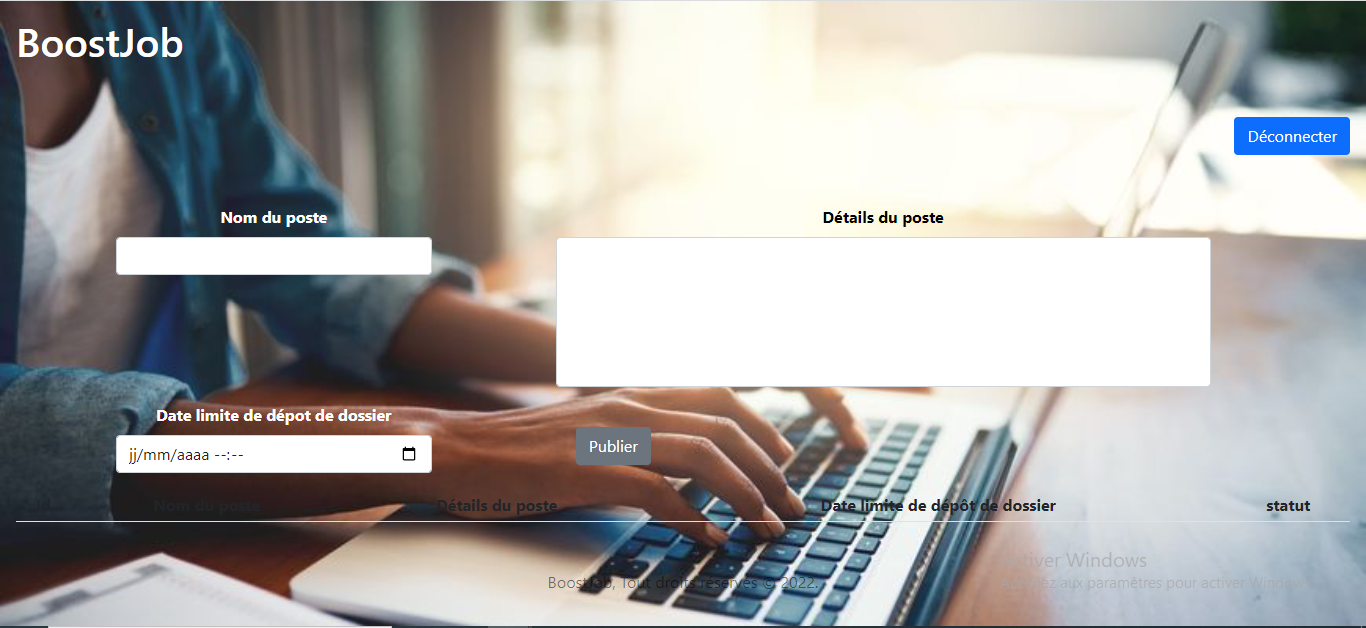 BoostJob
Déconnecter
Nom du poste
Détails du poste
Date limite de dépot de dossier
jj/mm/aaaa --:--
Publier
Nom du poste Détails du poste Date limite de dépôt de dossier statut
BoostJob, Tout droits réservés © 2022.
Activer Windows
aux paramètres pour activer Windows.